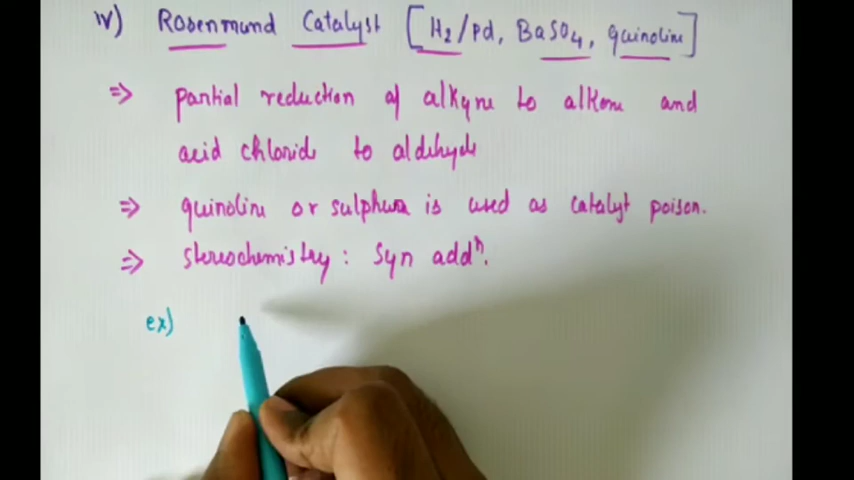 iv) Rosenmund Catalyst [H2/Pd, BaSO4, quinoline]
⇒ partial reduction of alkyne to alkene and
acid chloride to aldehyde
⇒ quinoline or sulphur is used as catalyt poison.
⇒ stereochemistry: Syn addn.
ex)